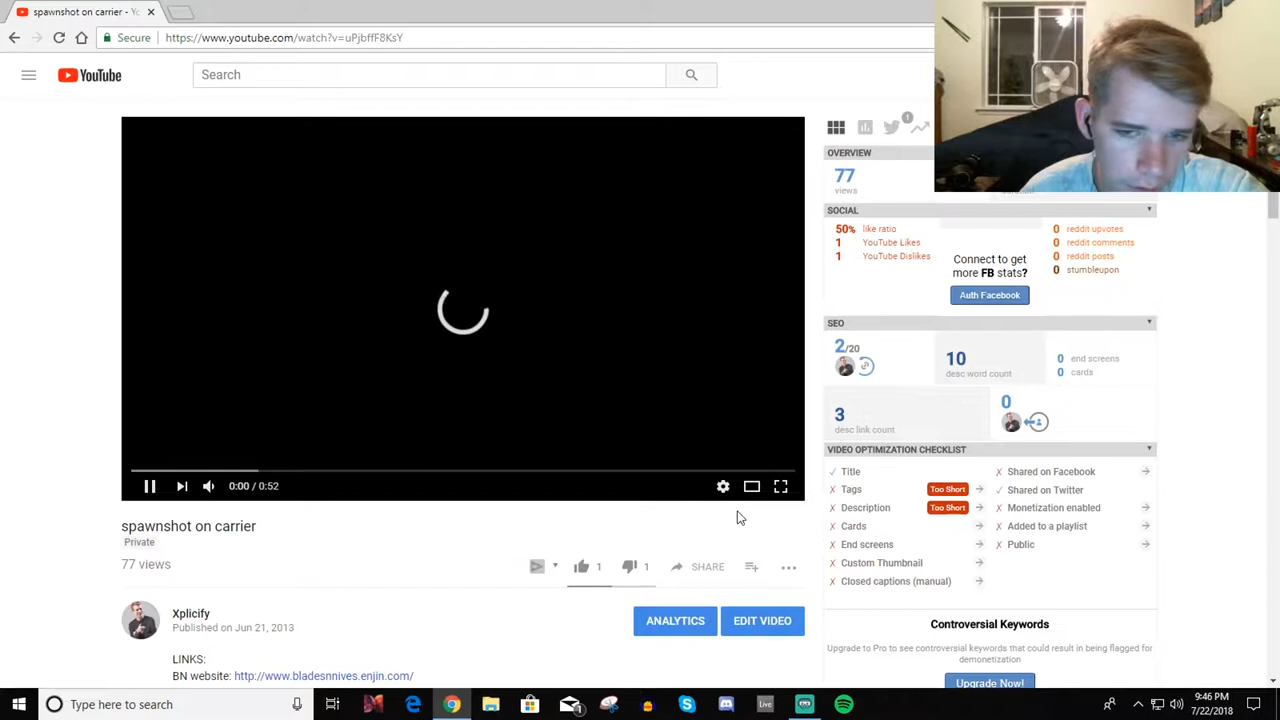 spawnshot on carrier - Yo
Secure
https://www.youtube.com/watch?v=uPjbffF8KsY
YouTube
Search
1
OVERVIEW
77
views
SOCIAL
50% like ratio
1 YouTube Likes
1 YouTube Dislikes
Connect to get
more FB stats?
Auth Facebook
0 reddit upvotes
0 reddit comments
0 reddit posts
0 stumbleupon
SEO
2/20
10
desc word count
0 end screens
0 cards
3
desc link count
0
VIDEO OPTIMIZATION CHECKLIST
Title
Tags Too Short
Description Too Short
Cards
End screens
Custom Thumbnail
Closed captions (manual)
Shared on Facebook
Shared on Twitter
Monetization enabled
Added to a playlist
Public
Controversial Keywords
Upgrade to Pro to see controversial keywords that could result in being flagged for
demonetization
Upgrade Now!
0:00 / 0:52
spawnshot on carrier
Private
77 views
1
1
SHARE
Xplicify
Published on Jun 21, 2013
ANALYTICS
EDIT VIDEO
LINKS:
BN website: http://www.bladesnnives.enjin.com/
Type here to search
Live
9:46 PM
7/22/2018